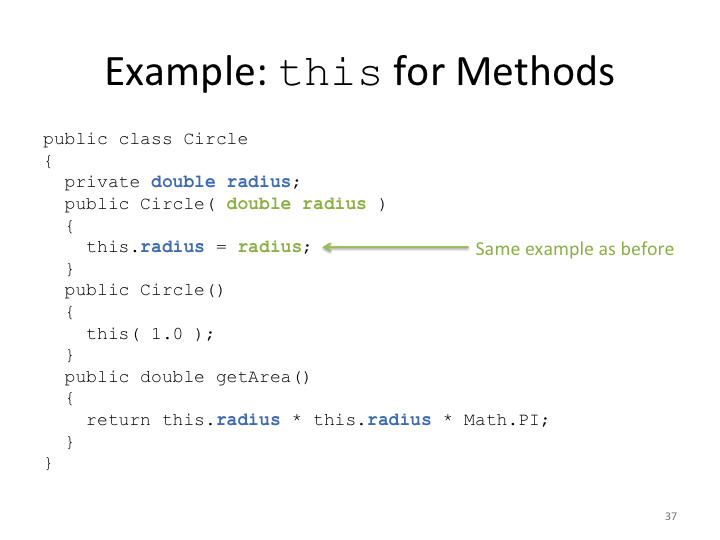 Example: this for Methods
public class Circle
{
  private double radius;
  public Circle( double radius )
  {
    this.radius = radius;
Same example as before
  }
  public Circle()
  {
    this( 1.0 );
  }
  public double getArea()
  {
    return this.radius * this.radius * Math.PI;
  }
}
37